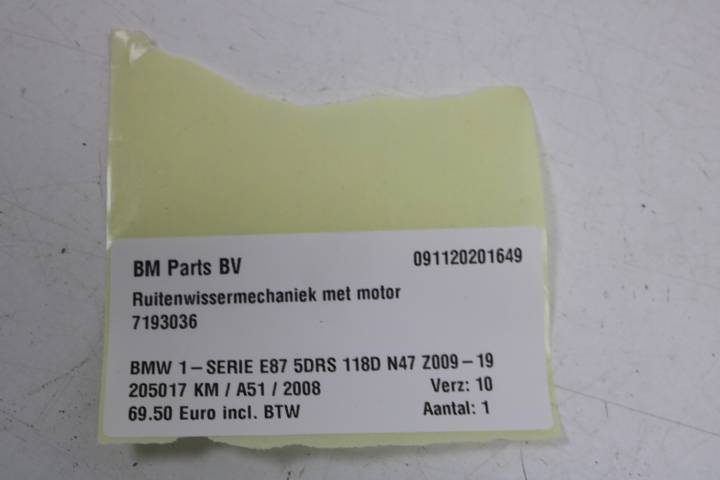 BM Parts BV 091120201649
Ruitenwissermechaniek met motor
7193036
BMW 1-SERIE E87 5DRS 118D N47 Z009-19
205017 KM / A51 / 2008 Verz: 10
69.50 Euro incl. BTW Aantal: 1